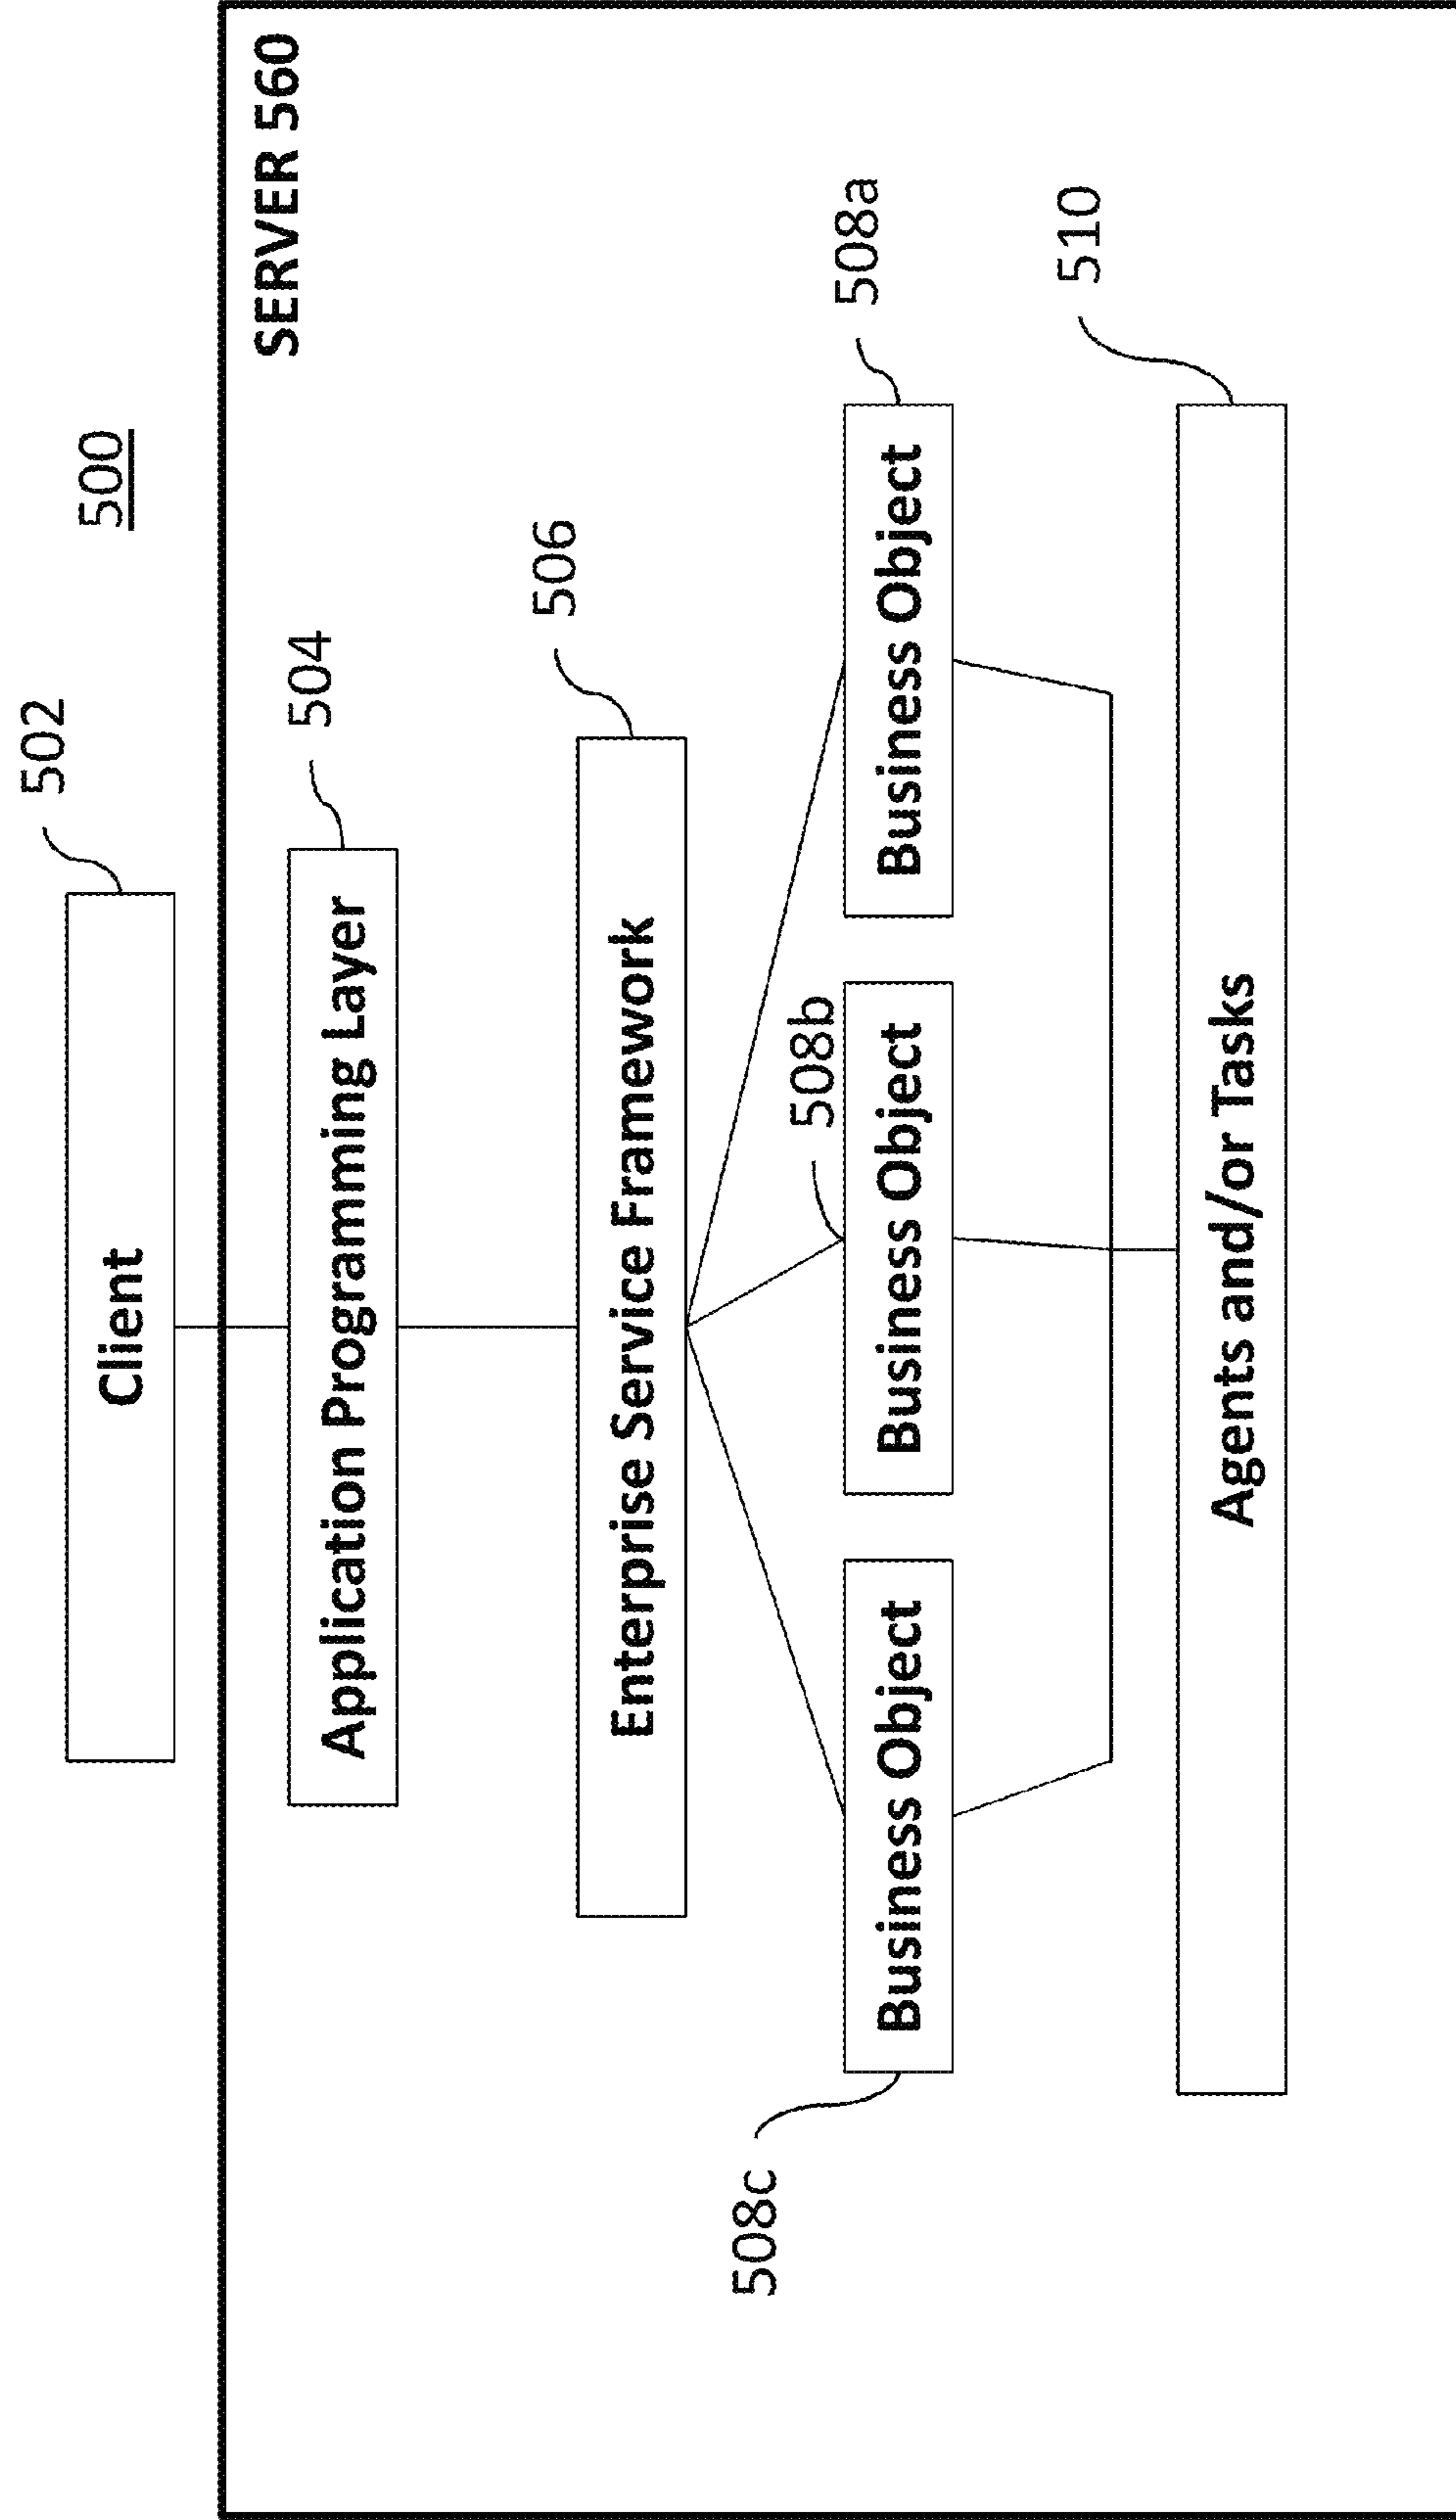 500
502
Client
SERVER 560
504
Application Programming Layer
506
Enterprise Service Framework
508c
508b
508a
Business Object
Business Object
Business Object
510
Agents and/or Tasks